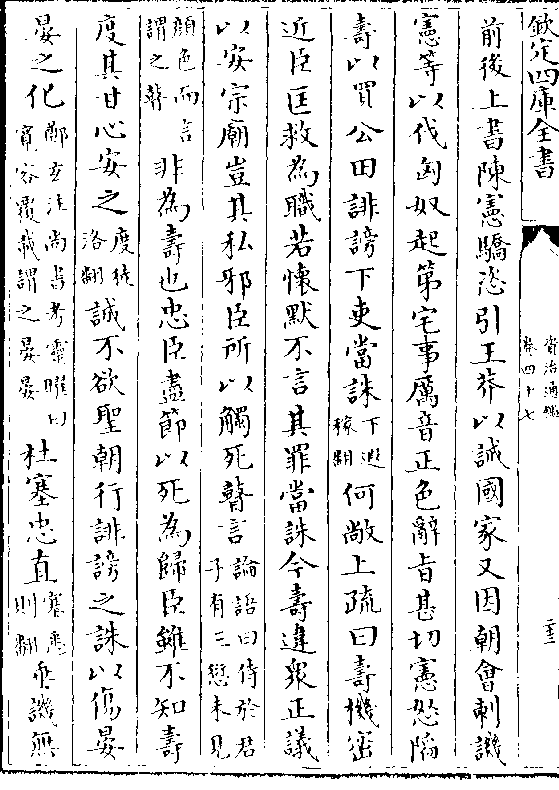 欽定四庫全書
資治通鑑
卷四十七
二十三
前後上書陳憲驕恣引王莽以誡國家又因朝會刺譏
憲等以伐匈奴起第宅事厲音正色辭旨甚切憲怒陷
壽以買公田誹謗下吏當誅下遐稼翻何敞上疏曰壽機密
近臣匡救為職若懷默不言其罪當誅今壽違衆正議
以安宗廟豈其私邪臣所以觸死瞽言論語曰侍於君子有三愆未見
顔色而言謂之瞽非為壽也忠臣盡節以死為歸臣雖不知壽
度其甘心安之度徒洛翻誠不欲聖朝行誹謗之誅以傷晏
晏之化鄭玄注尚書考靈曜曰寛容覆載謂之晏晏杜塞忠直塞悉則翻垂譏無